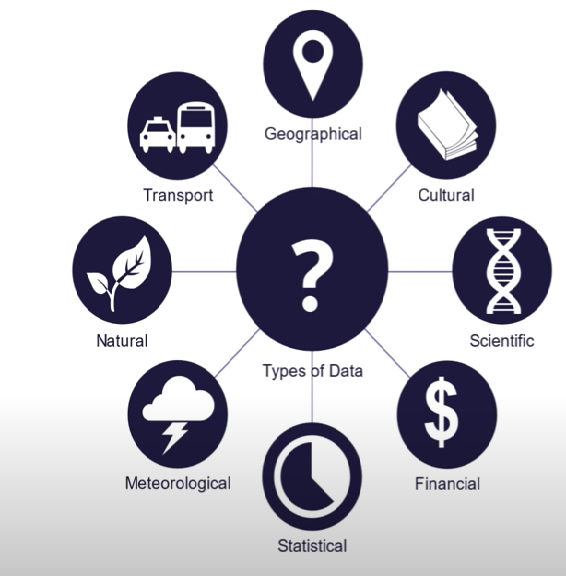 Geographical
Transport
Cultural
?
Natural
Scientific
Types of Data
$
Meteorological
Financial
Statistical